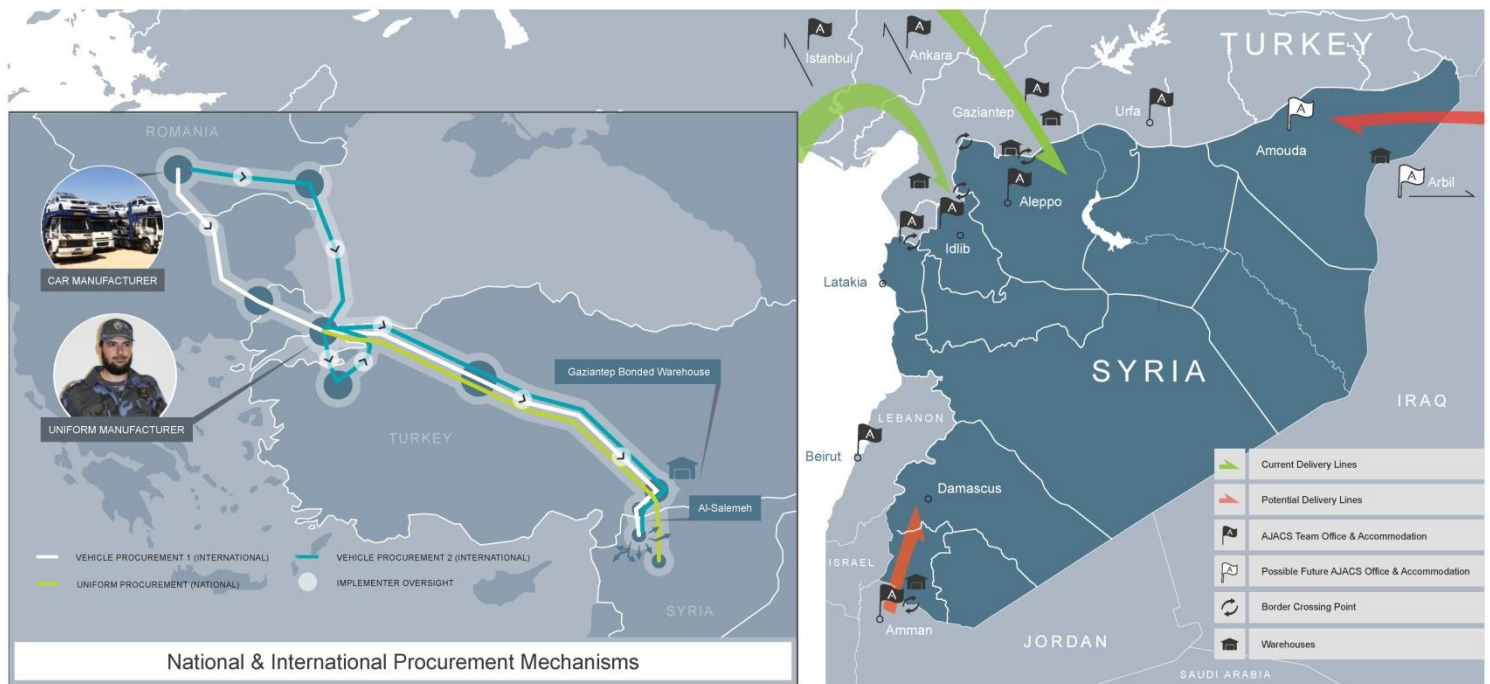 ROMANIA
CAR MANUFACTURER
UNIFORM MANUFACTURER
TURKEY
Gaziantep Bonded Warehouse
Al-Salemeh
SYRIA
VEHICLE PROCUREMENT 1 (INTERNATIONAL)
VEHICLE PROCUREMENT 2 (INTERNATIONAL)
UNIFORM PROCUREMENT (NATIONAL)
IMPLEMENTER OVERSIGHT
National & International Procurement Mechanisms
TURKEY
A
Istanbul
A
Ankara
A
Gaziantep
A
Urfa
A
Amouda
A
Arbil
A
Aleppo
A
A
Idlib
Latakia
SYRIA
IRAQ
LEBANON
A
Beirut
Damascus
ISRAEL
A
Amman
JORDAN
SAUDI ARABIA
Current Delivery Lines
Potential Delivery Lines
A
AJACS Team Office & Accommodation
A
Possible Future AJACS Office & Accommodation
Border Crossing Point
Warehouses